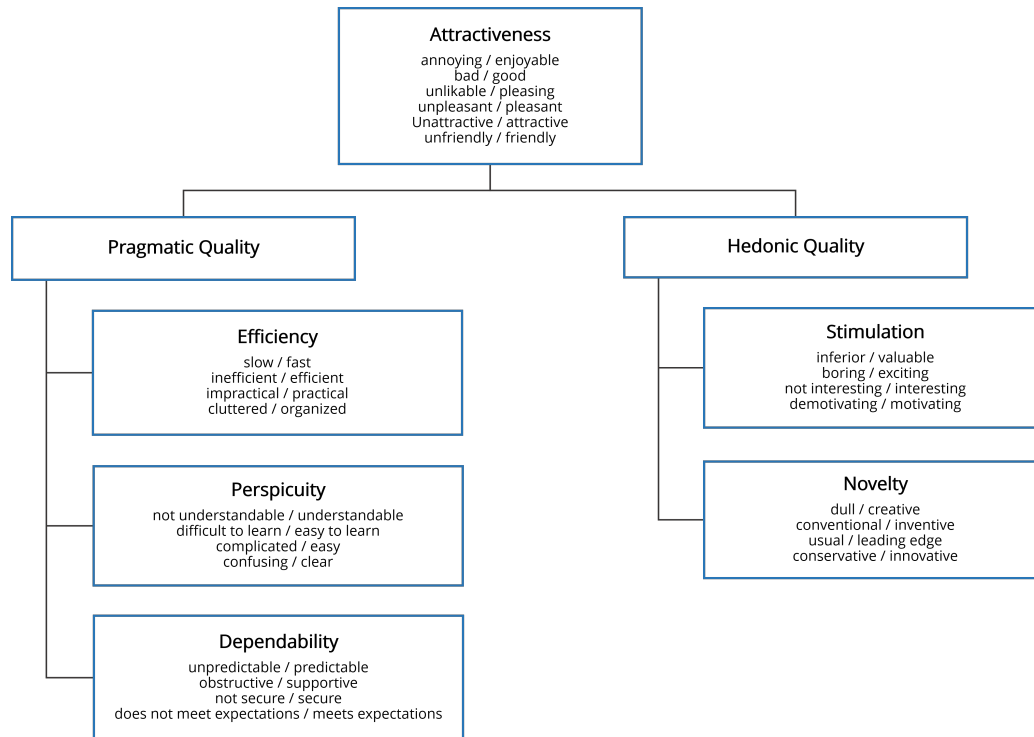 Attractiveness
annoying / enjoyable
bad / good
unlikable / pleasing
unpleasant / pleasant
Unattractive / attractive
unfriendly / friendly
Pragmatic Quality
Efficiency
slow / fast
inefficient / efficient
impractical / practical
cluttered / organized
Perspicuity
not understandable / understandable
difficult to learn / easy to learn
complicated / easy
confusing / clear
Dependability
unpredictable / predictable
obstructive / supportive
not secure / secure
does not meet expectations / meets expectations
Hedonic Quality
Stimulation
inferior / valuable
boring / exciting
not interesting / interesting
demotivating / motivating
Novelty
dull / creative
conventional / inventive
usual / leading edge
conservative / innovative